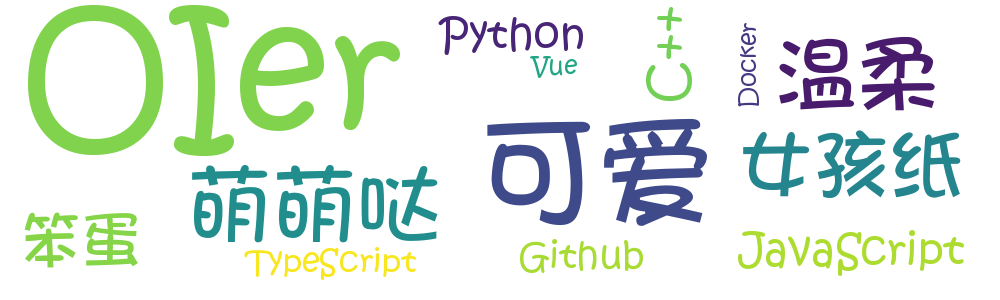 OIer
Python
Vue
C++
Docker
温柔
萌萌哒
可爱
女孩纸
笨蛋
TypeScript
Github
JavaScript